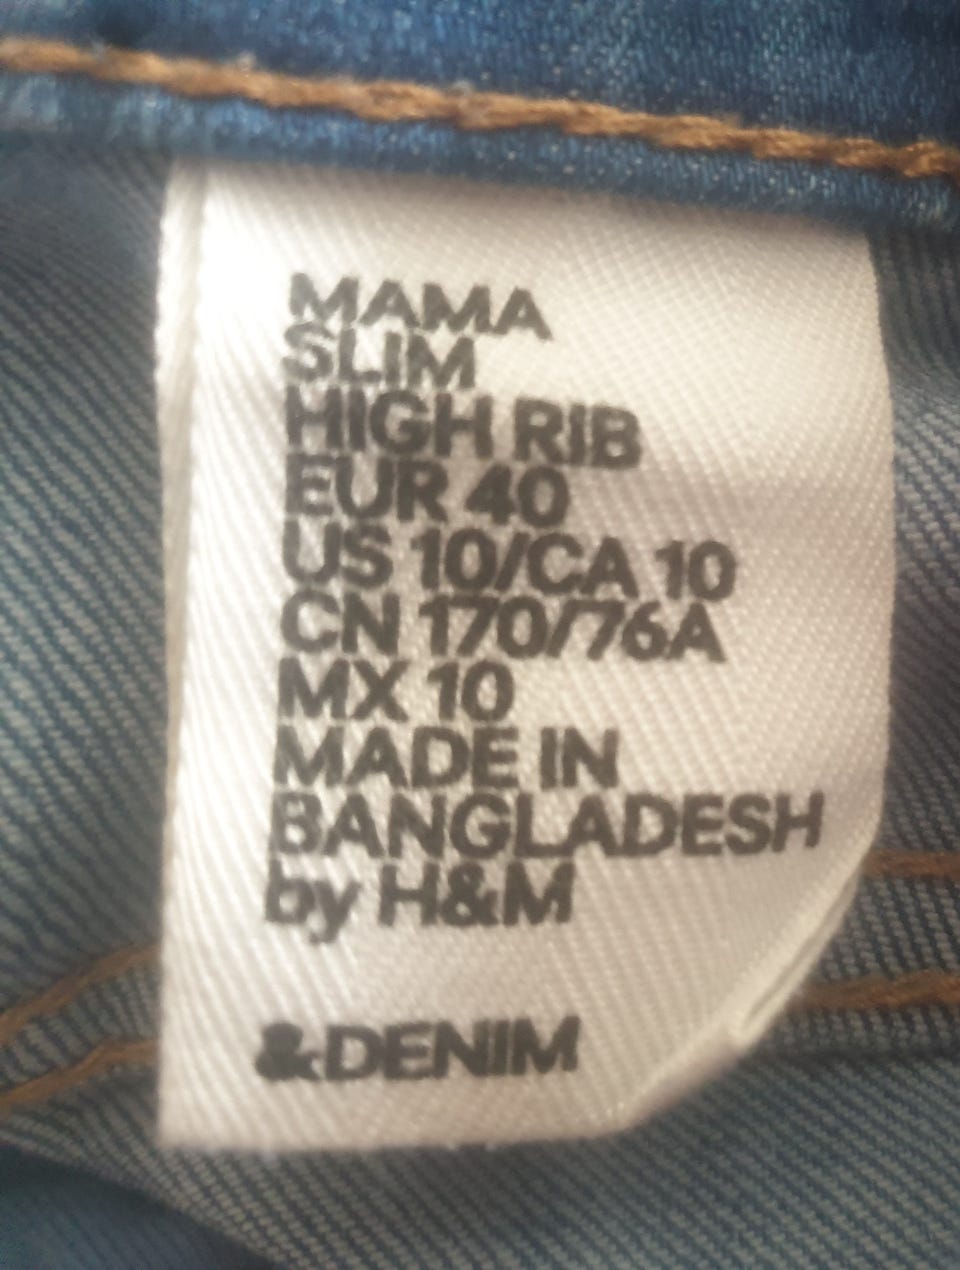 MAMA
SLIM
HIGH RIB
EUR 40
US 10/CA 10
CN 170/76A
MX 10
MADE IN
BANGLADESH
by H&M
&DENIM